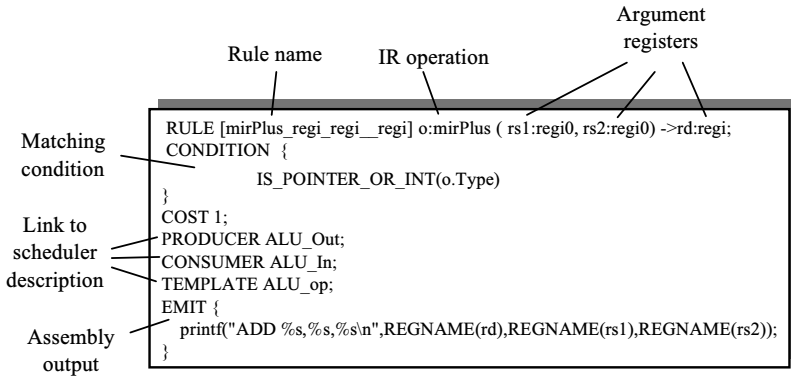 Argument
registers
Rule name
IR operation
RULE [mirPlus_regi_regi__regi] o:mirPlus ( rs1:regi0, rs2:regi0) ->rd:regi;
Matching
condition
CONDITION {
IS_POINTER_OR_INT(o.Type)
}
COST 1;
Link to
scheduler
description
PRODUCER ALU_Out;
CONSUMER ALU_In;
TEMPLATE ALU_op;
EMIT {
Assembly
output
printf("ADD %s,%s,%s\n",REGNAME(rd),REGNAME(rs1),REGNAME(rs2));
}